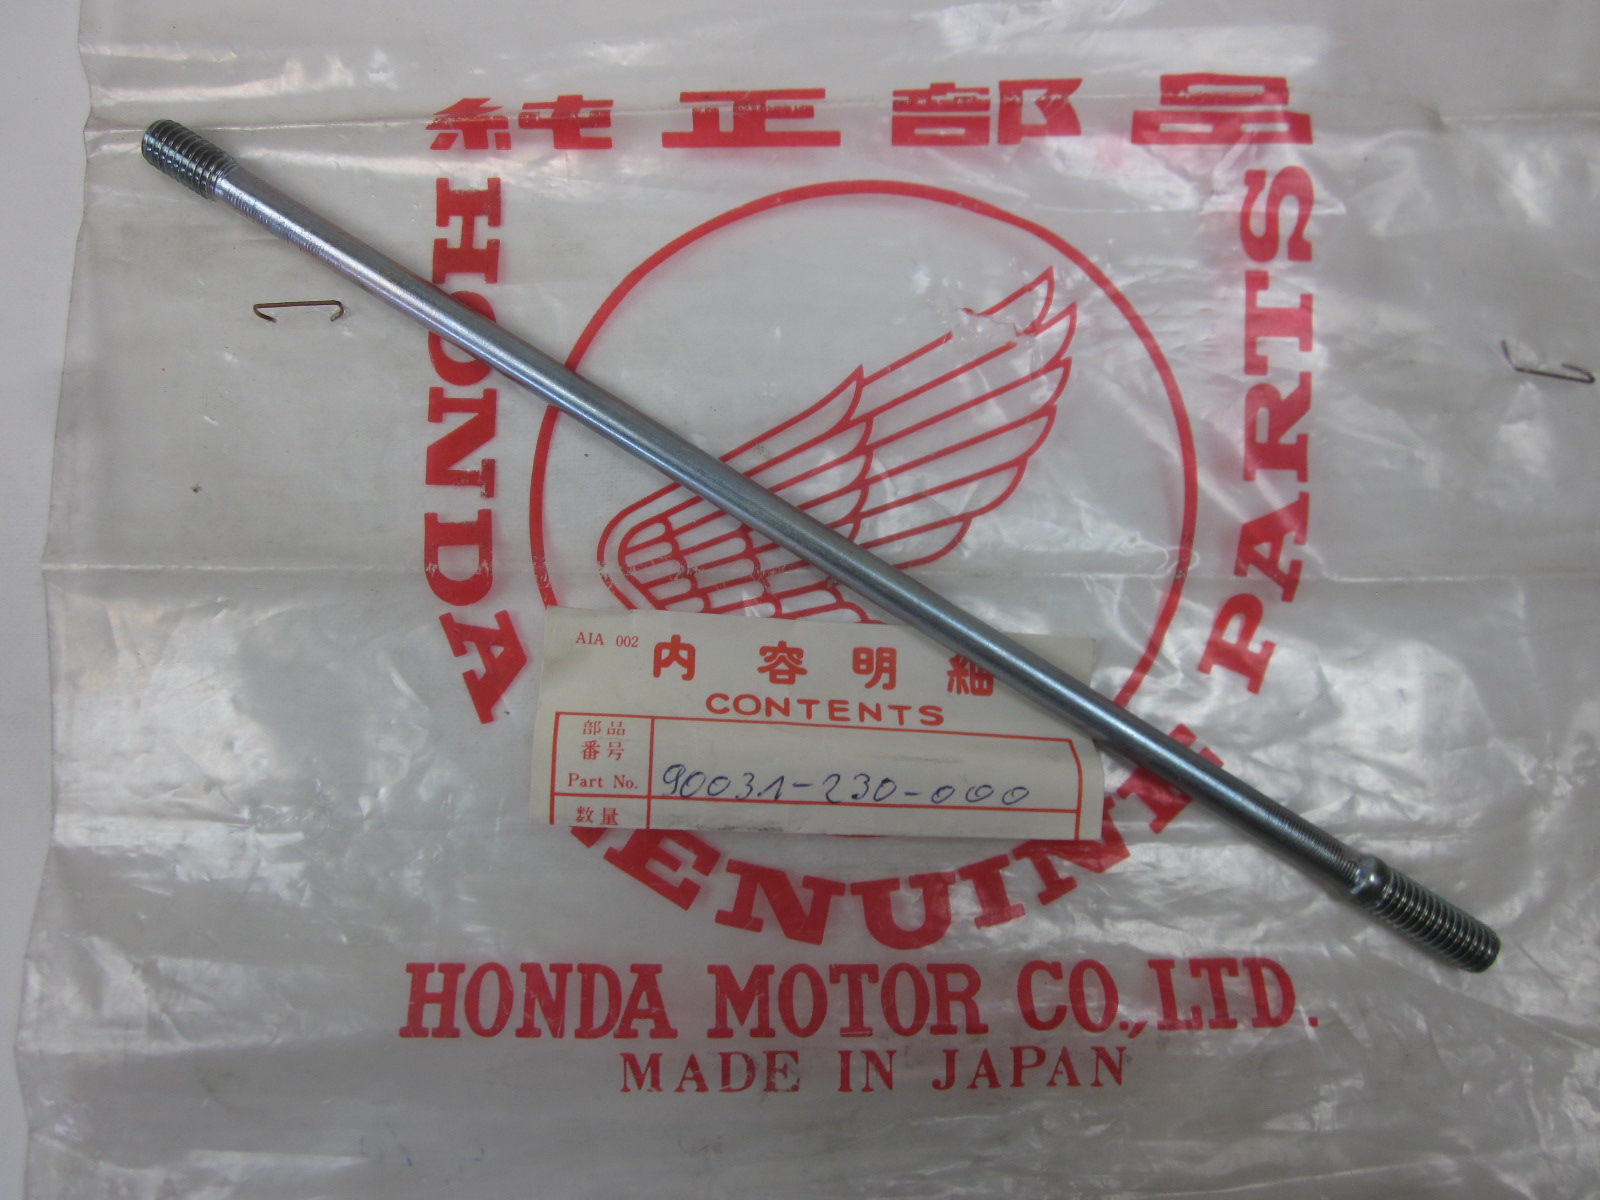 純正部品
HONDA GENUINE PARTS
AIA 002
内容明細
CONTENTS
部品
番号
Part No.
90031-230-000
数量
HONDA MOTOR CO.,LTD.
MADE IN JAPAN